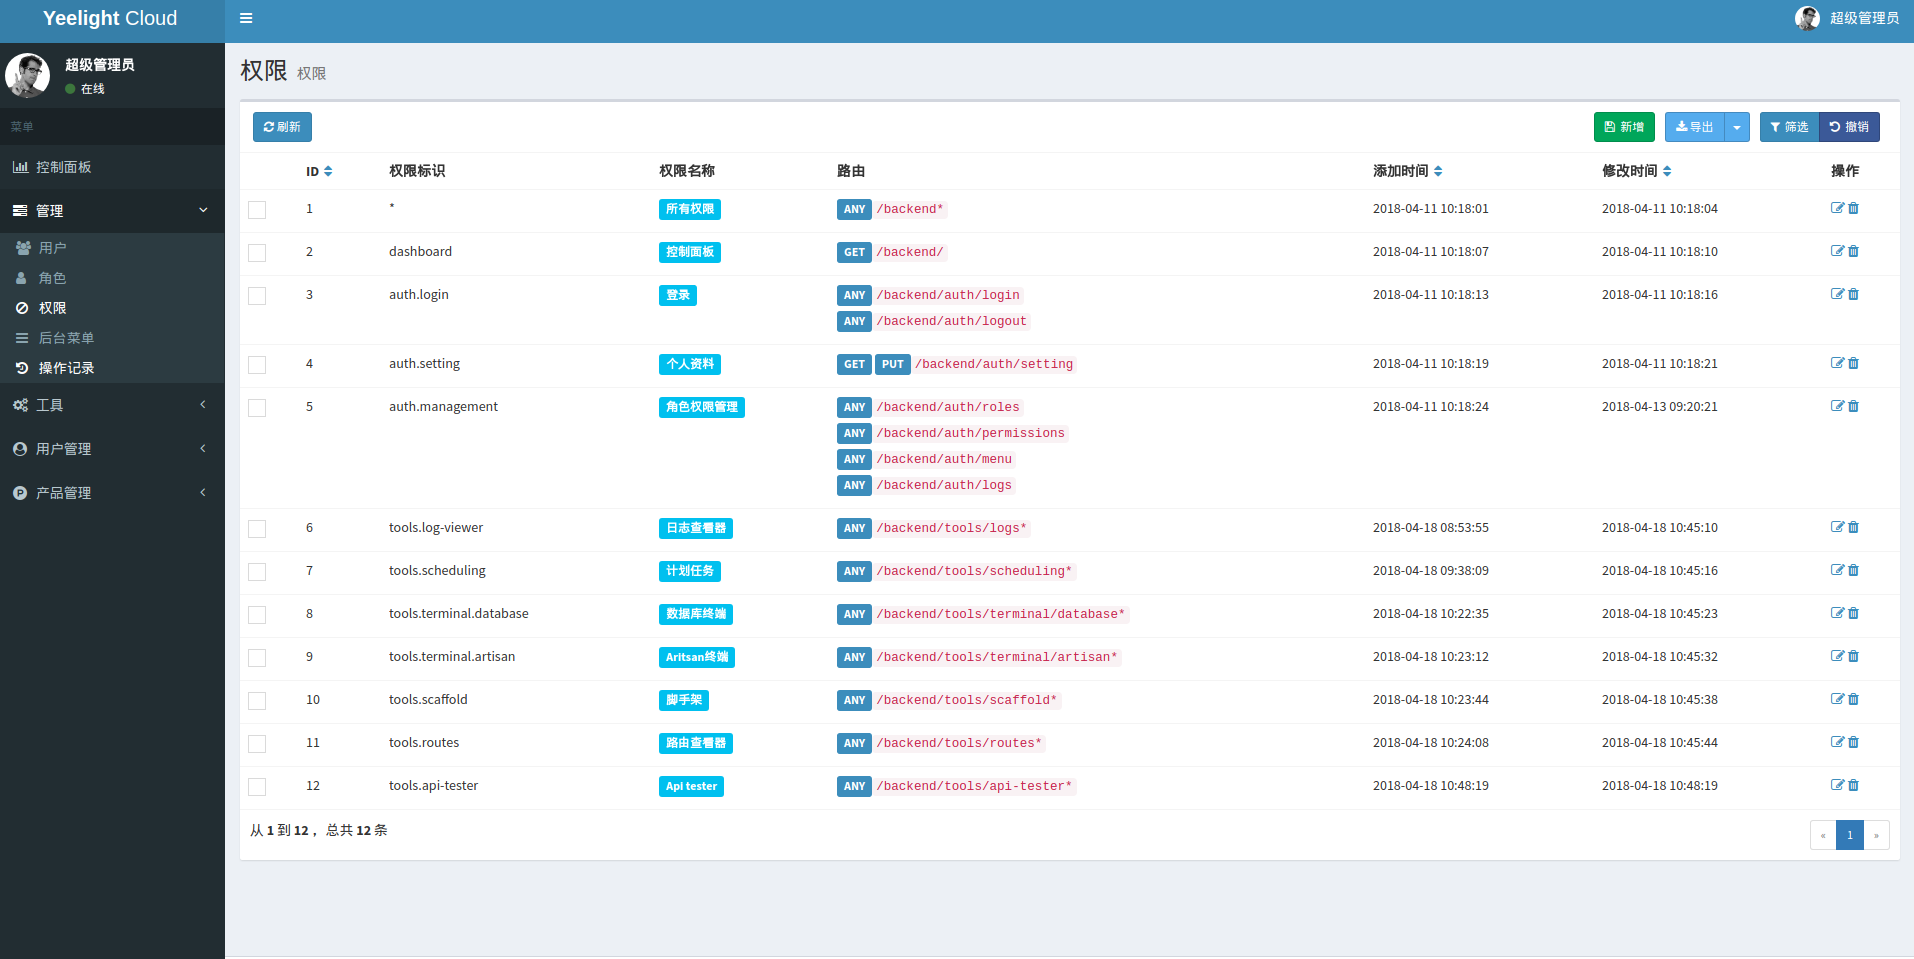 Yeelight Cloud
超级管理员
超级管理员
在线
菜单
控制面板
管理
用户
角色
权限
后台菜单
操作记录
工具
用户管理
产品管理
权限 权限
刷新 新增 导出 筛选 撤销
ID 权限标识 权限名称 路由 添加时间 修改时间 操作
1 * 所有权限 ANY /backend* 2018-04-11 10:18:01 2018-04-11 10:18:04
2 dashboard 控制面板 GET /backend/ 2018-04-11 10:18:07 2018-04-11 10:18:10
3 auth.login 登录 ANY /backend/auth/login 2018-04-11 10:18:13 2018-04-11 10:18:16
ANY /backend/auth/logout
4 auth.setting 个人资料 GET PUT /backend/auth/setting 2018-04-11 10:18:19 2018-04-11 10:18:21
5 auth.management 角色权限管理 ANY /backend/auth/roles 2018-04-11 10:18:24 2018-04-13 09:20:21
ANY /backend/auth/permissions
ANY /backend/auth/menu
ANY /backend/auth/logs
6 tools.log-viewer 日志查看器 ANY /backend/tools/logs* 2018-04-18 08:53:55 2018-04-18 10:45:10
7 tools.scheduling 计划任务 ANY /backend/tools/scheduling* 2018-04-18 09:38:09 2018-04-18 10:45:16
8 tools.terminal.database 数据库终端 ANY /backend/tools/terminal/database* 2018-04-18 10:22:35 2018-04-18 10:45:23
9 tools.terminal.artisan Aritsan终端 ANY /backend/tools/terminal/artisan* 2018-04-18 10:23:12 2018-04-18 10:45:32
10 tools.scaffold 脚手架 ANY /backend/tools/scaffold* 2018-04-18 10:23:44 2018-04-18 10:45:38
11 tools.routes 路由查看器 ANY /backend/tools/routes* 2018-04-18 10:24:08 2018-04-18 10:45:44
12 tools.api-tester Api tester ANY /backend/tools/api-tester* 2018-04-18 10:48:19 2018-04-18 10:48:19
从 1 到 12 ，总共 12 条
« 1 »